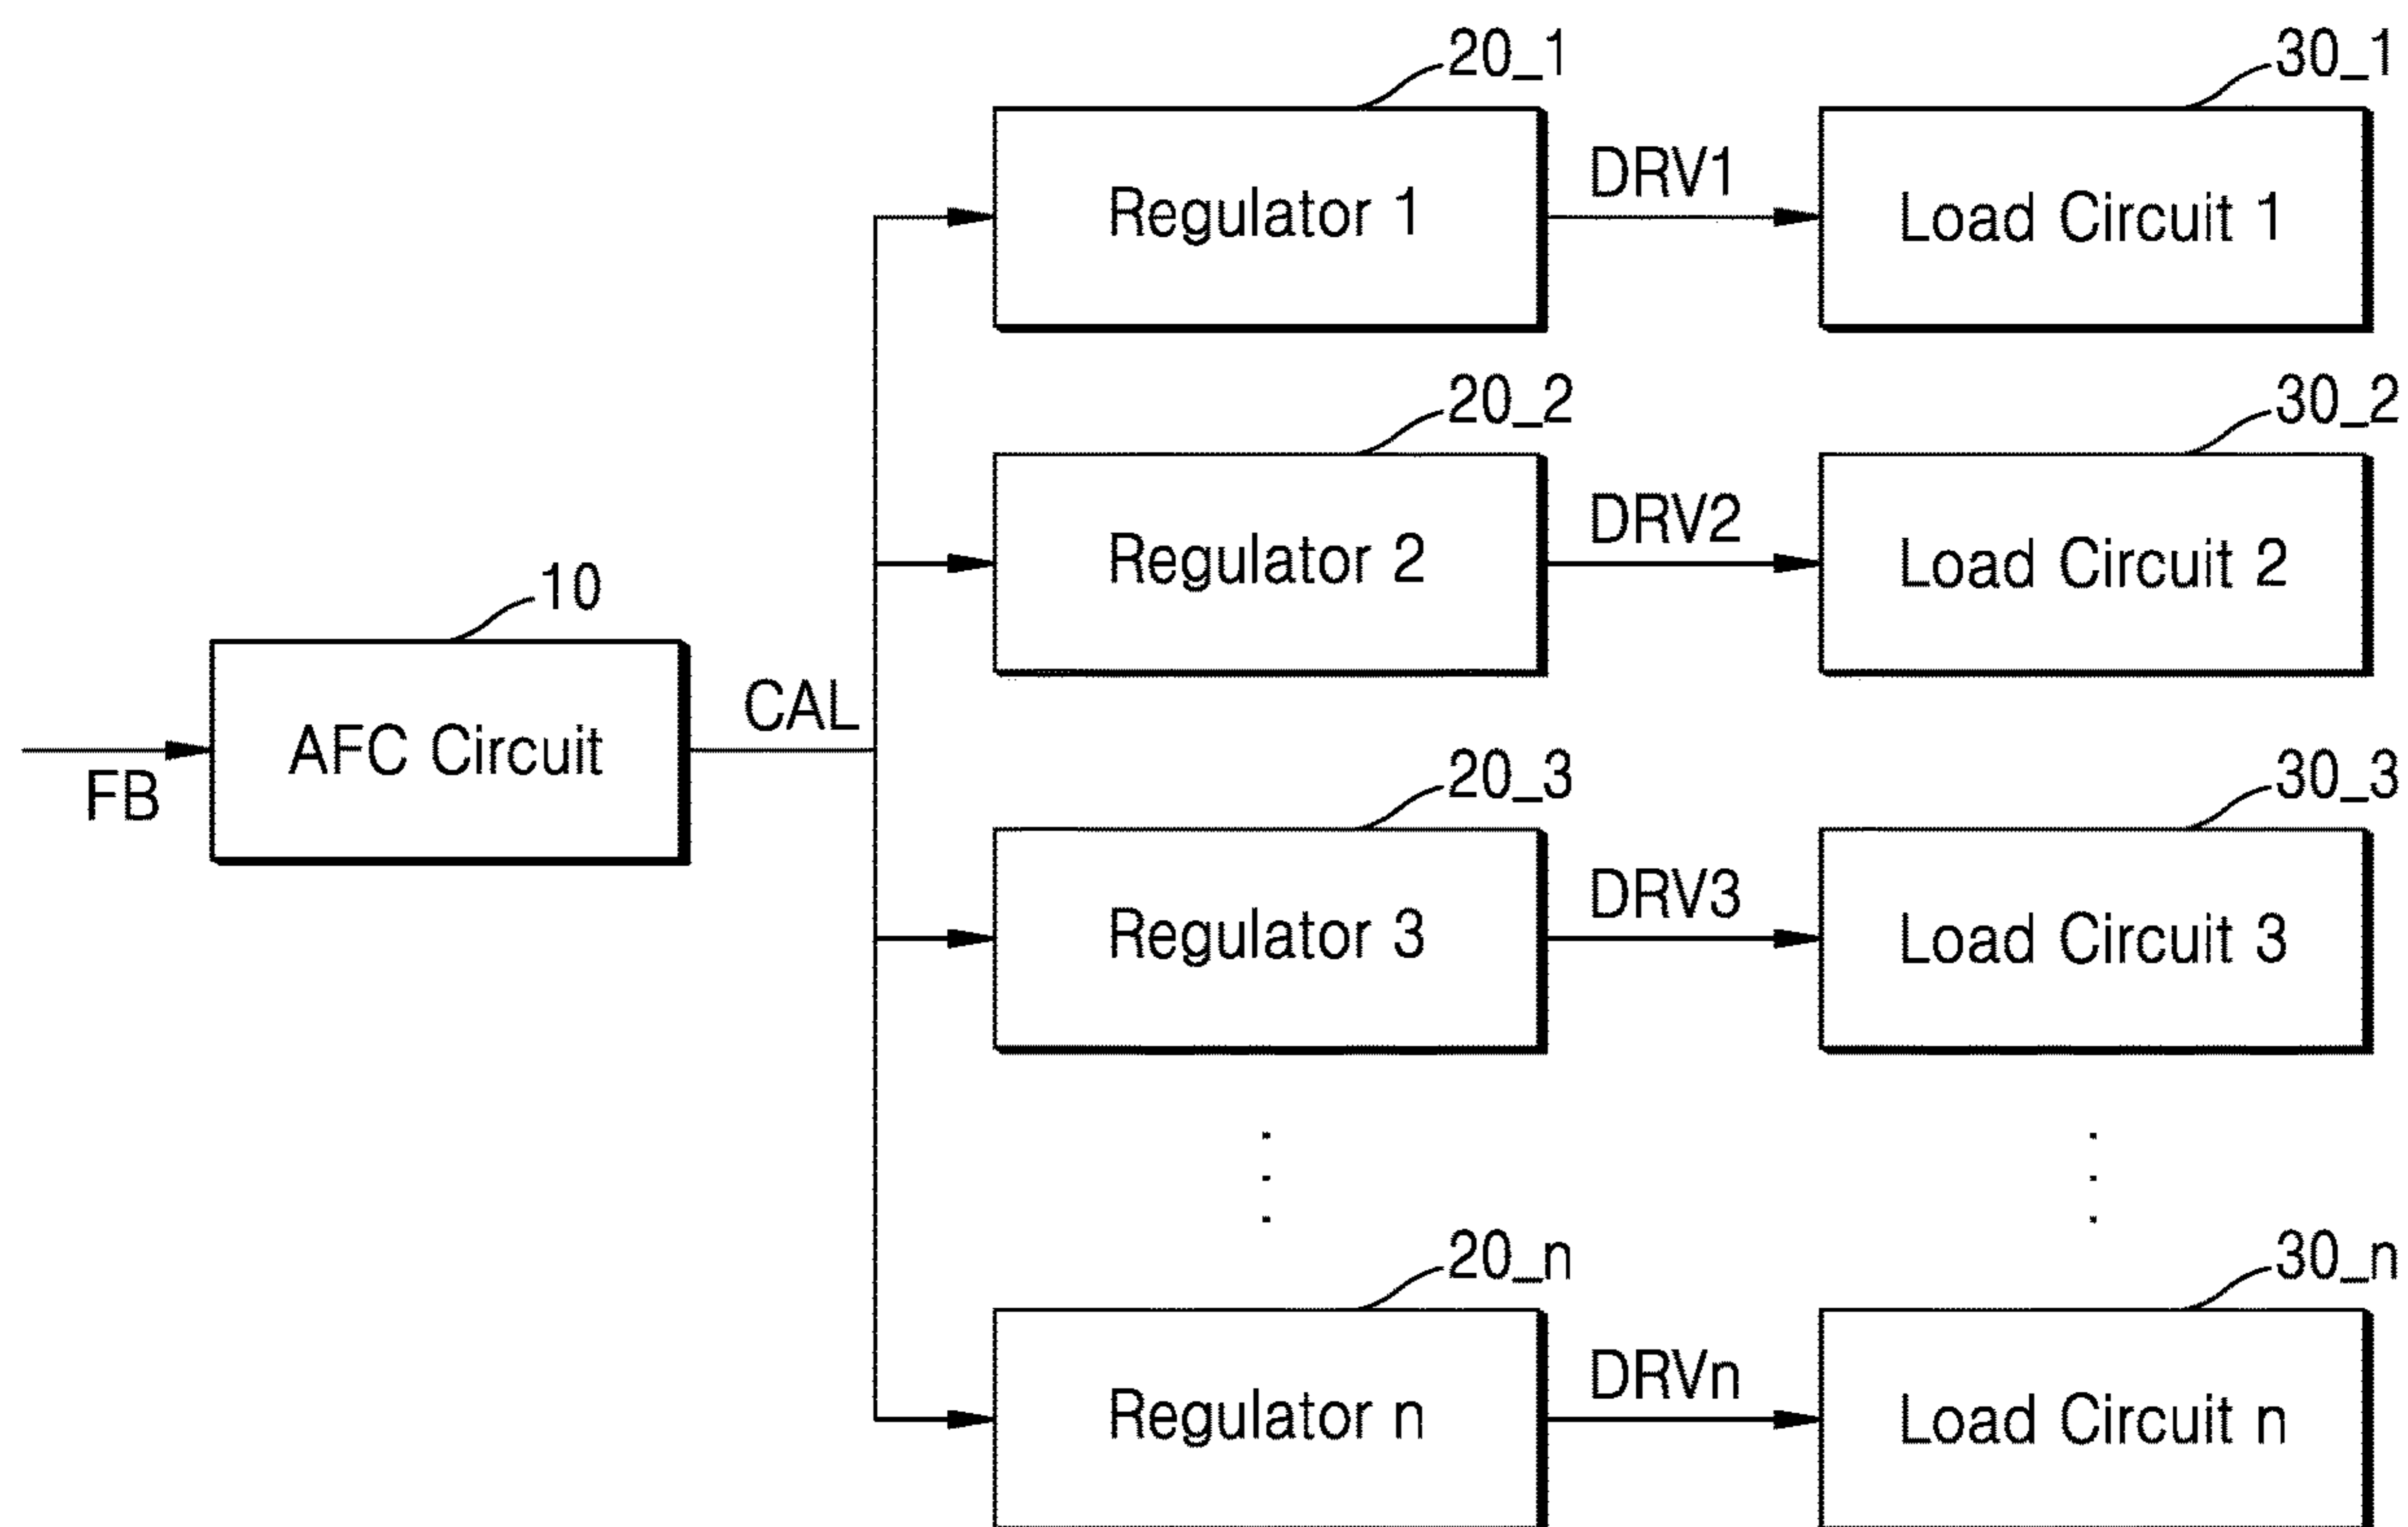 20_1
30_1
DRV1
Regulator 1
Load Circuit 1
20_2
30_2
DRV2
Regulator 2
Load Circuit 2
10
CAL
AFC Circuit
FB
20_3
30_3
DRV3
Regulator 3
Load Circuit 3
20_n
30_n
DRVn
Regulator n
Load Circuit n